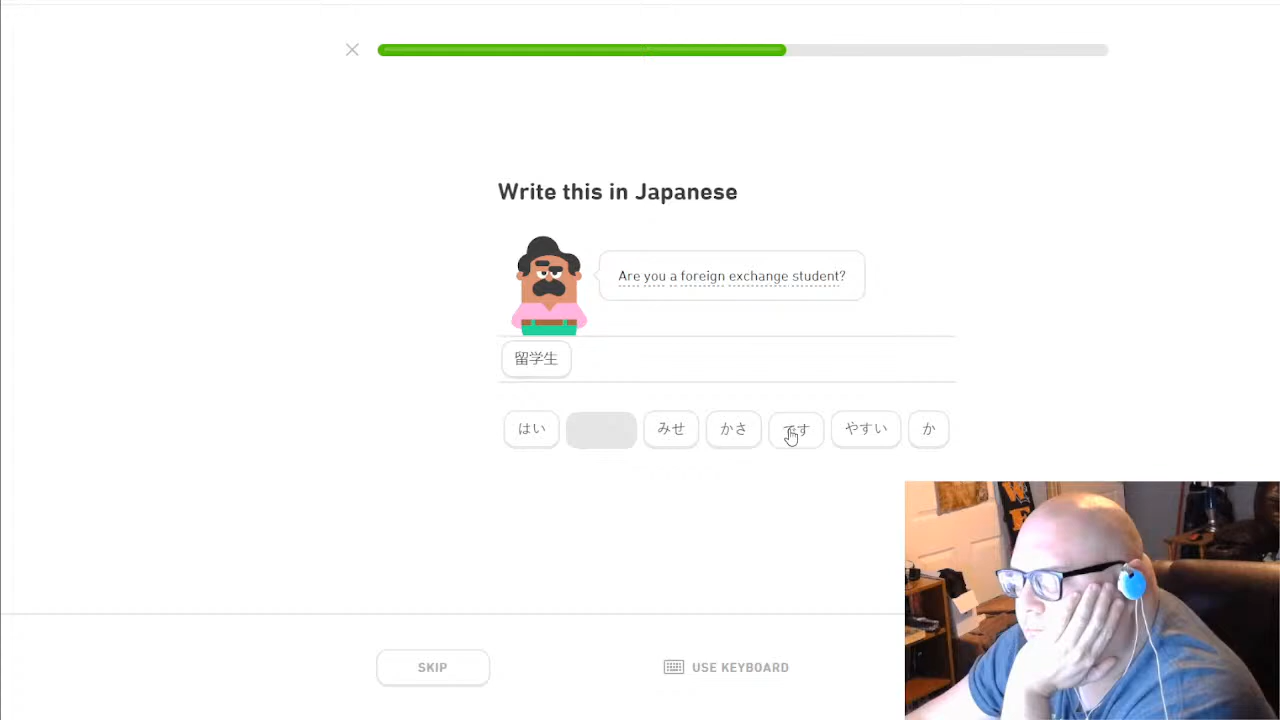 Write this in Japanese
Are you a foreign exchange student?
留学生
はい みせ かさ です やすい か
SKIP USE KEYBOARD